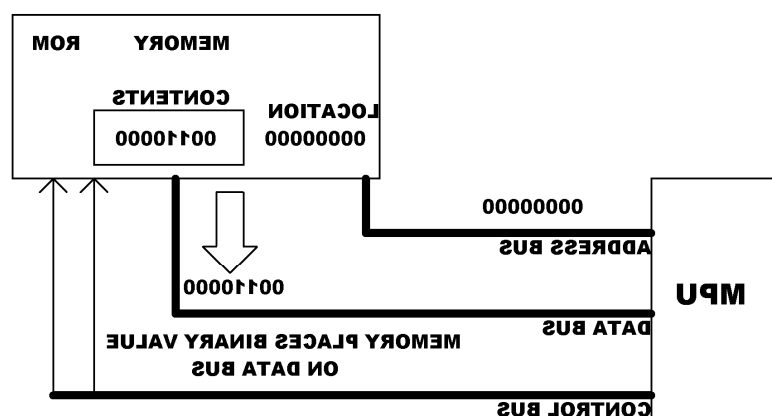 MEMORY ROM
CONTENTS
LOCATION
00000000 00001100
00000000
ADDRESS BUS
00001100
MPU
DATA BUS
MEMORY PLACES BINARY VALUE
ON DATA BUS
CONTROL BUS